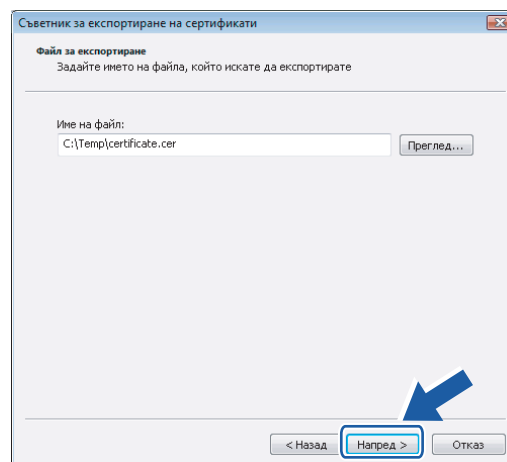 Съветник за експортиране на сертификати
Файл за експортиране
Задайте името на файла, който искате да експортирате
Име на файл:
C:\Temp\certificate.cer
Преглед...
< Назад
Напред >
Отказ